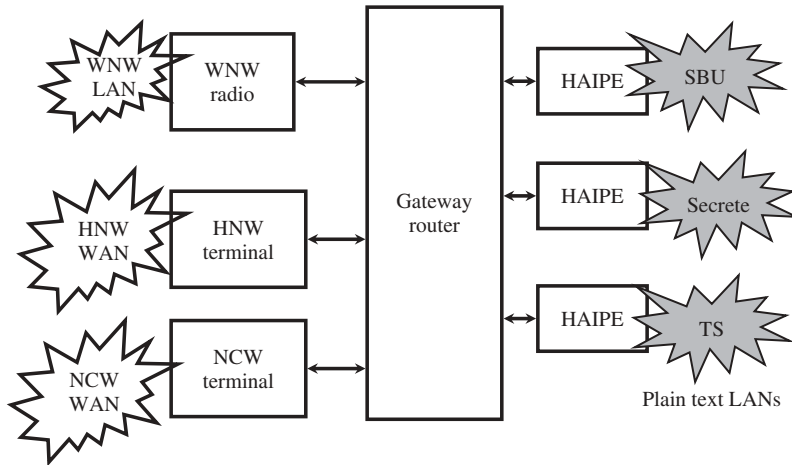 WNW
LAN
WNW
radio
HAIPE
SBU
HNW
WAN
HNW
terminal
Gateway
router
HAIPE
Secrete
NCW
WAN
NCW
terminal
HAIPE
TS
Plain text LANs